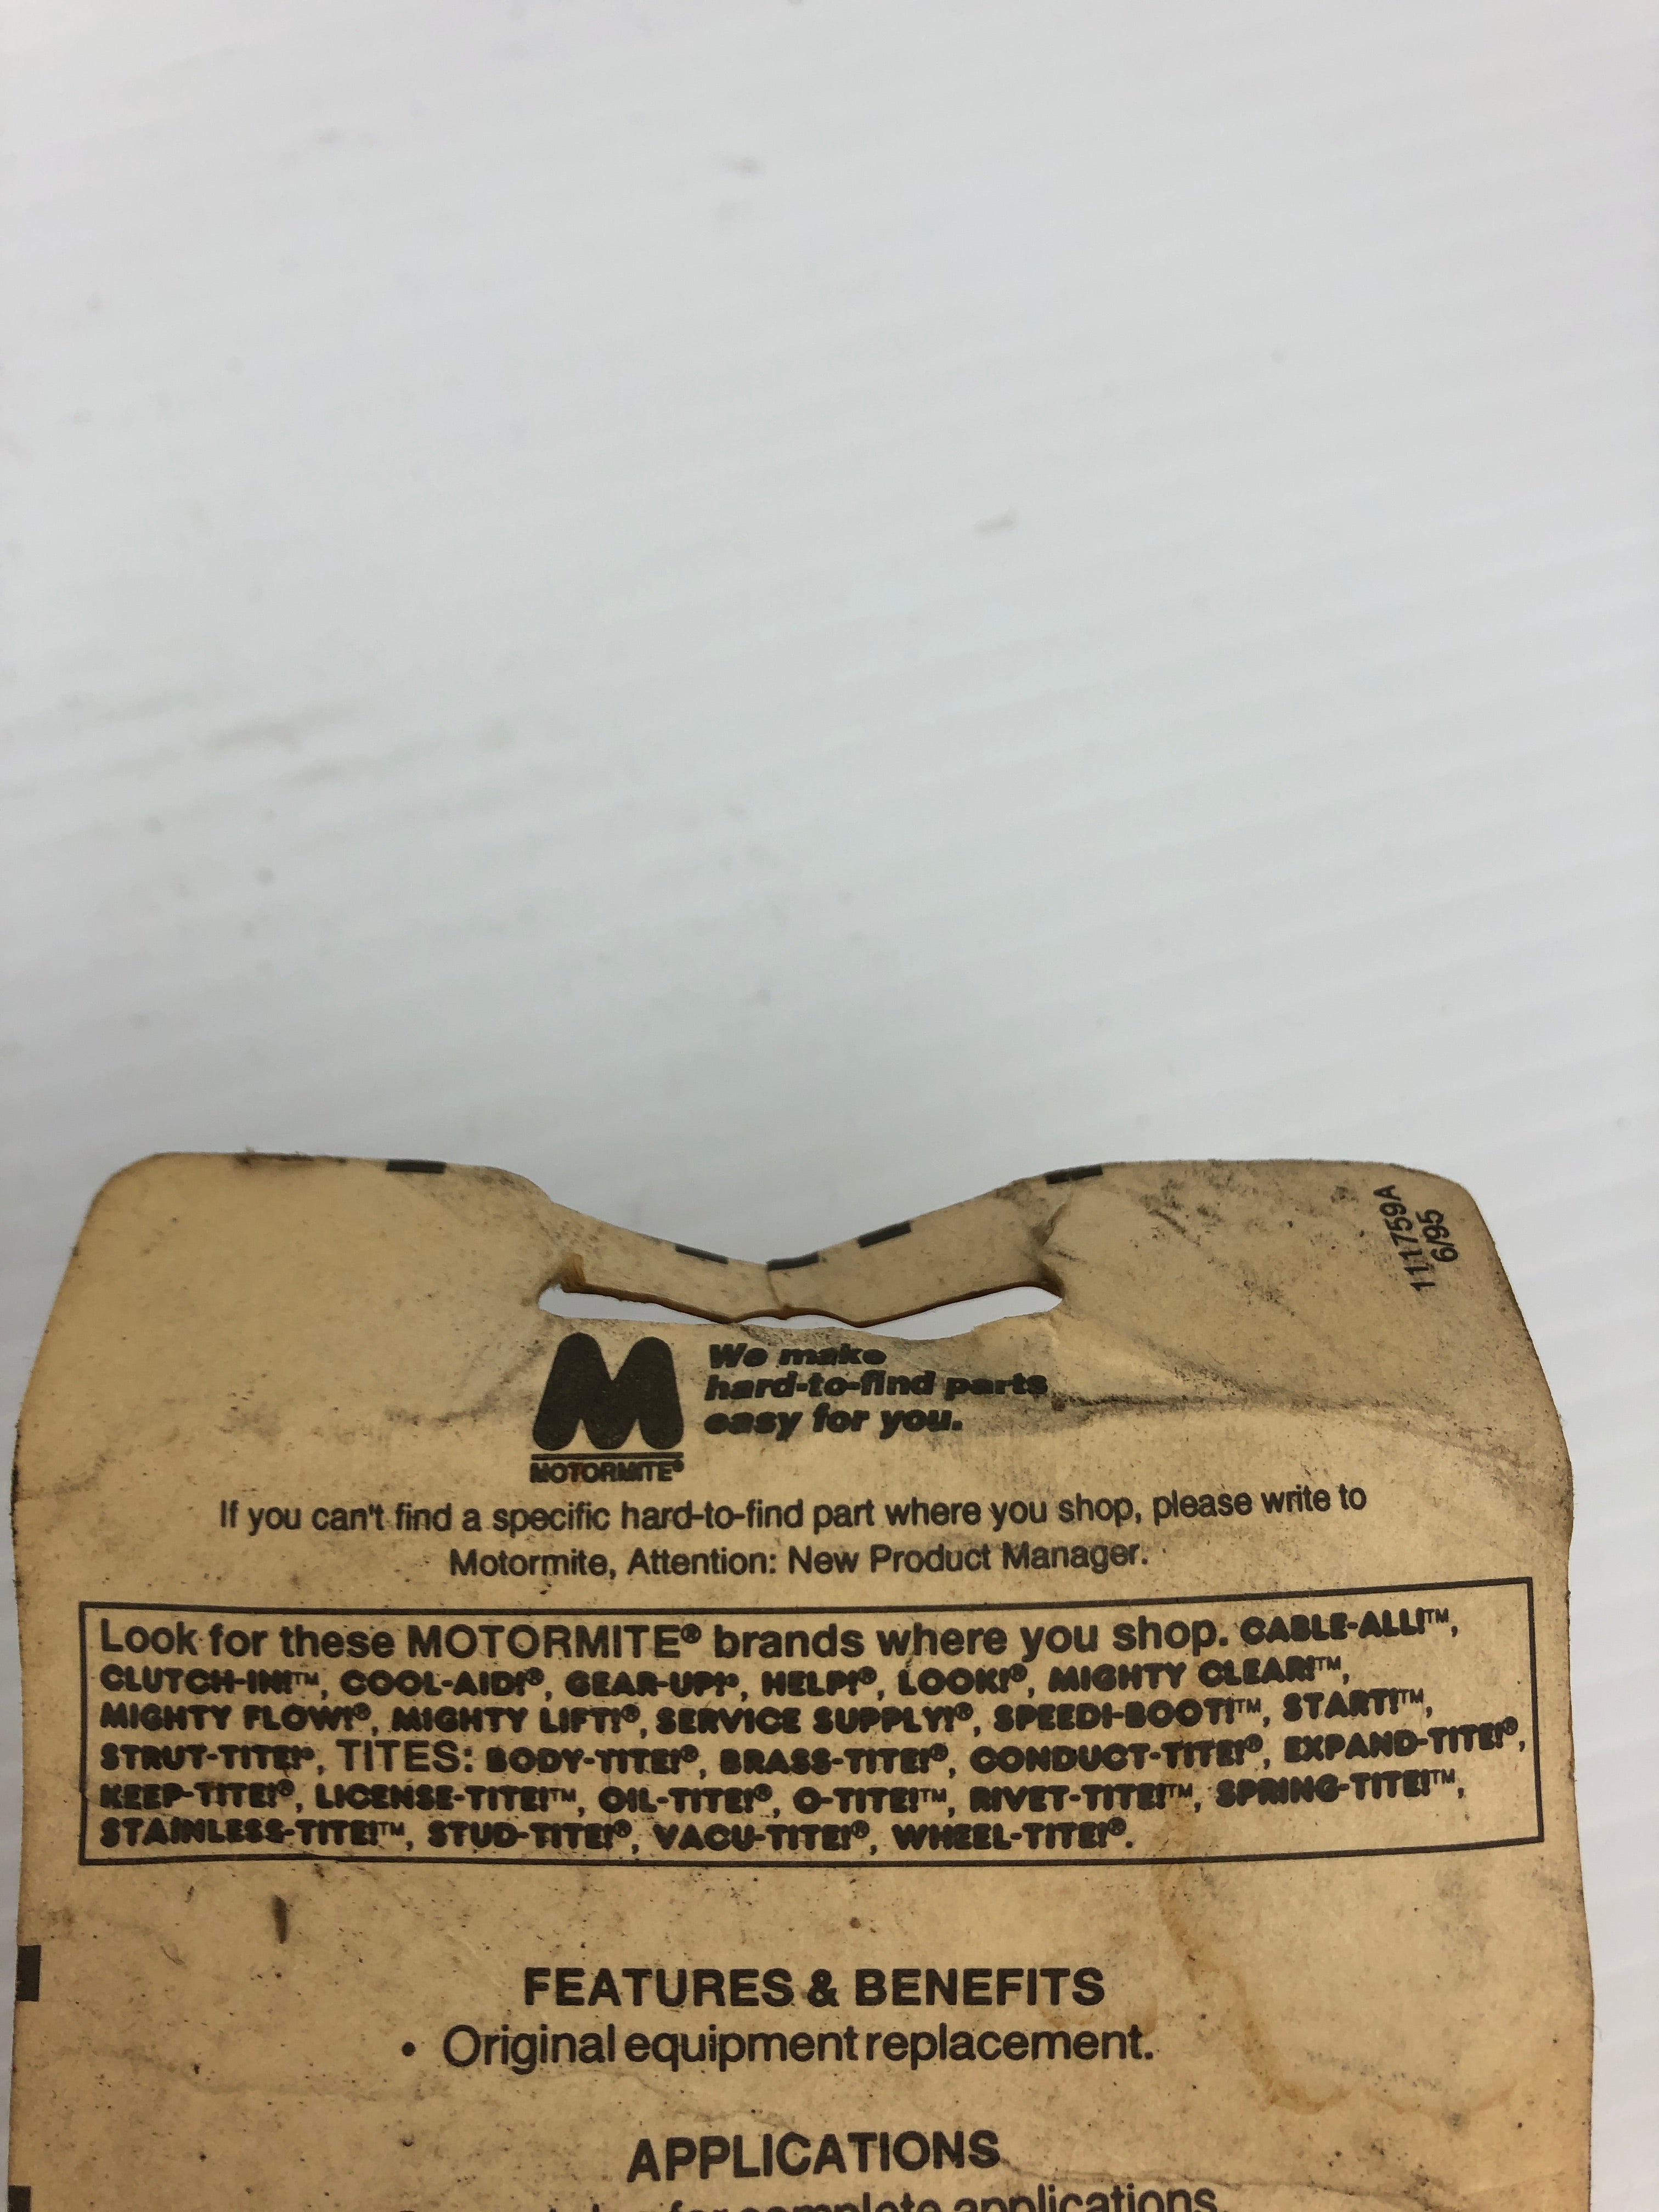 111759A
6/95
We make
hard-to-find parts
easy for you.
MOTORMITE®
If you can't find a specific hard-to-find part where you shop, please write to
Motormite, Attention: New Product Manager.
Look for these MOTORMITE® brands where you shop. CABLE-ALL!™,
CLUTCH-IN!™, COOL-AID!®, GEAR-UP!®, HELP!®, LOOK!®, MIGHTY CLEAR!™,
MIGHTY FLOW!®, MIGHTY LIFT!®, SERVICE SUPPLY!®, SPEEDI-BOOT!™, START!™,
STRUT-TITE!®, TITES: BODY-TITE!®, BRASS-TITE!®, CONDUCT-TITE!®, EXPAND-TITE!®,
KEEP-TITE!®, LICENSE-TITE!™, OIL-TITE!®, O-TITE!™, RIVET-TITE!™, SPRING-TITE!™,
STAINLESS-TITE!™, STUD-TITE!®, VACU-TITE!®, WHEEL-TITE!®.
FEATURES & BENEFITS
• Original equipment replacement.
APPLICATIONS
for complete applications.